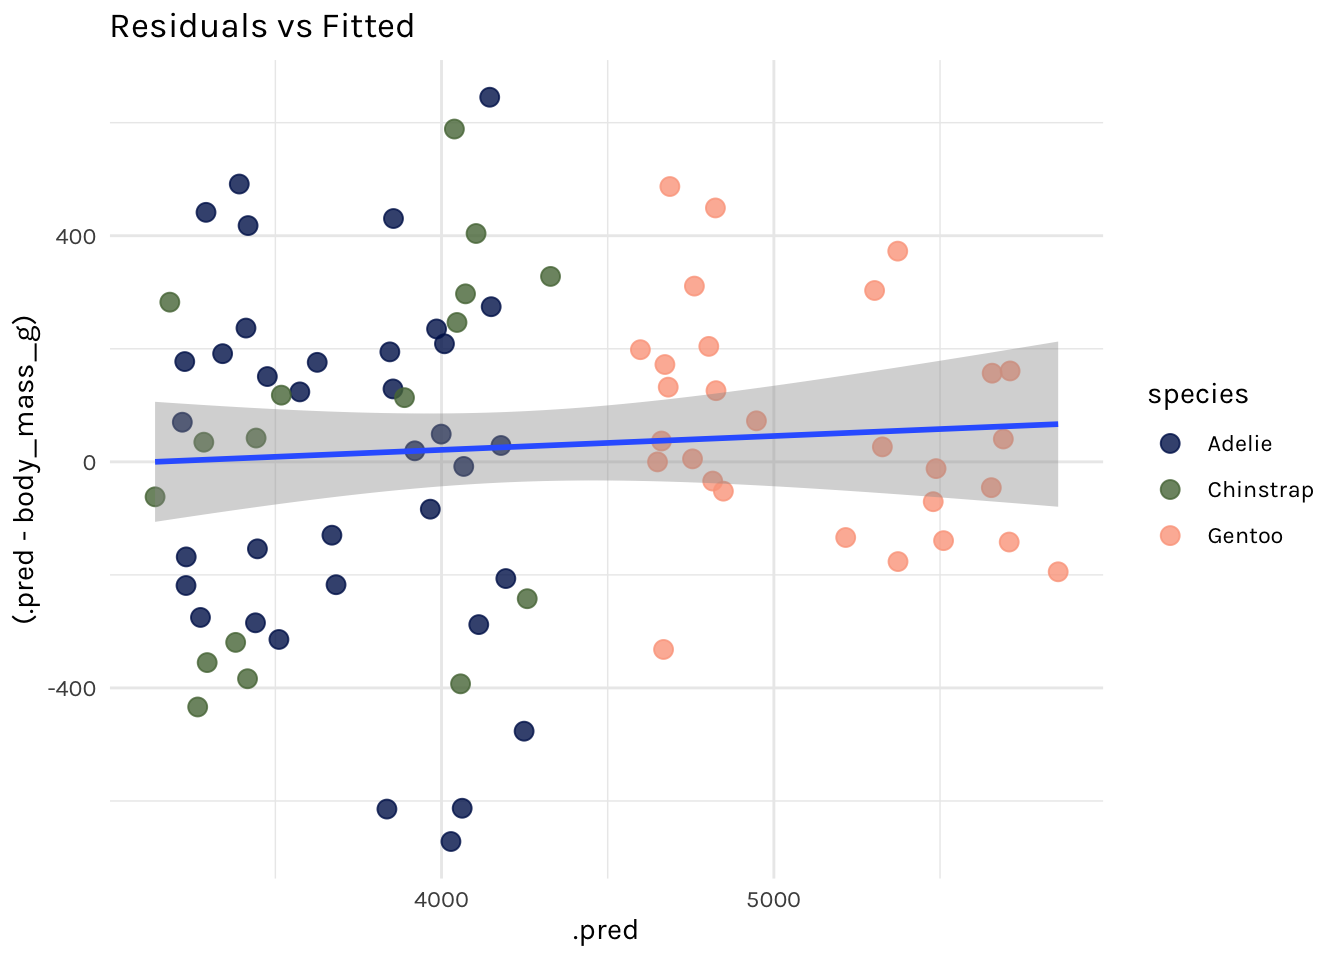 Residuals vs Fitted
(.pred - body_mass_g)
400
0
-400
4000
5000
.pred
species
Adelie
Chinstrap
Gentoo